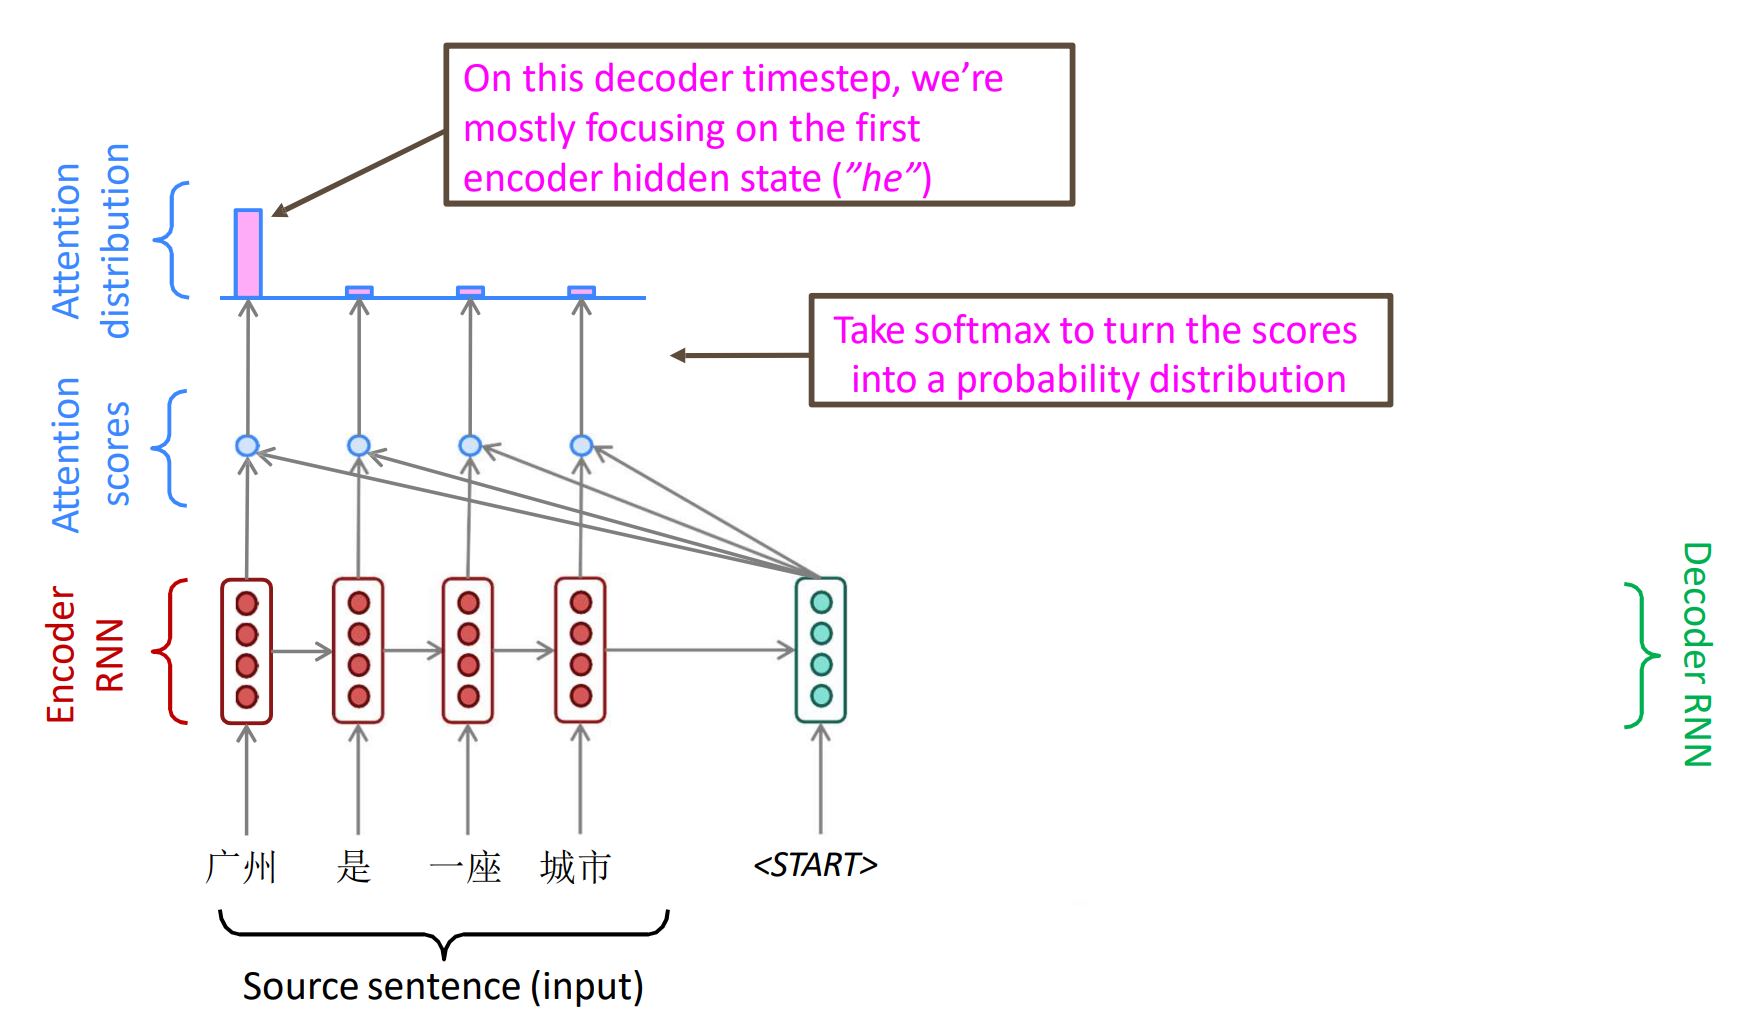 On this decoder timestep, we’re
mostly focusing on the first
encoder hidden state (”he”)
Attention
distribution
Take softmax to turn the scores
into a probability distribution
Attention
scores
Encoder
RNN
Decoder RNN
广州 是 一座 城市 <START>
Source sentence (input)